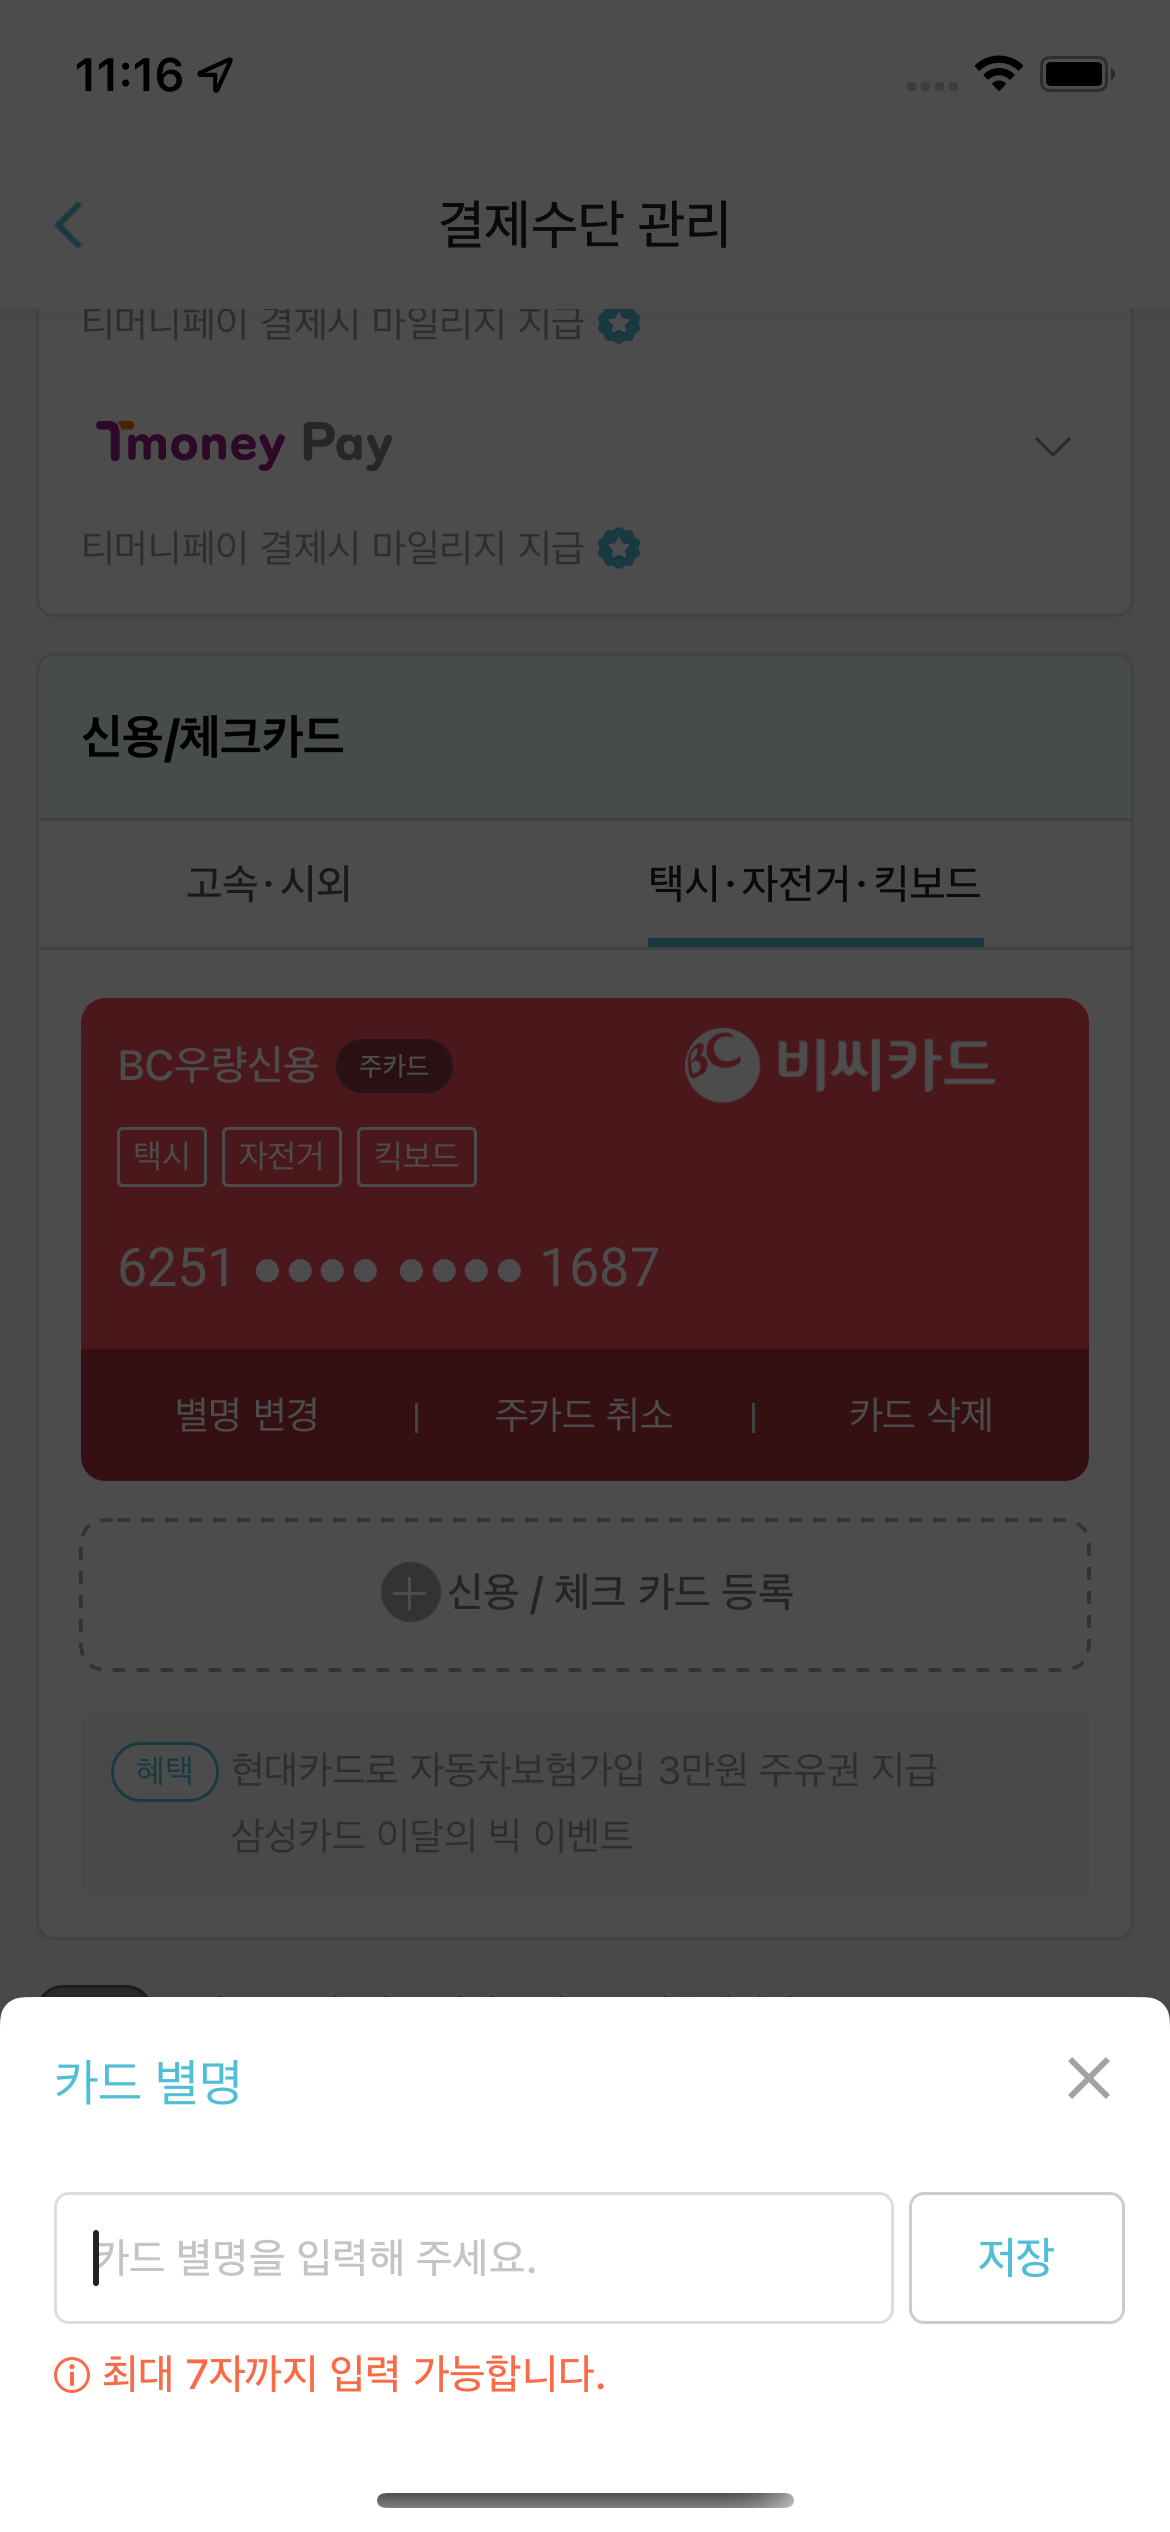 11:16
결제수단 관리
티머니페이 결제시 마일리지 지급
Tmoney Pay
티머니페이 결제시 마일리지 지급
신용/체크카드
고속·시외
택시·자전거·킥보드
BC우량신용 주카드
BC 비씨카드
택시 자전거 킥보드
6251 ●●●● ●●●● 1687
별명 변경 | 주카드 취소 | 카드 삭제
신용 / 체크 카드 등록
혜택 현대카드로 자동차보험가입 3만원 주유권 지급
삼성카드 이달의 빅 이벤트
카드 별명
카드 별명을 입력해 주세요.
저장
최대 7자까지 입력 가능합니다.